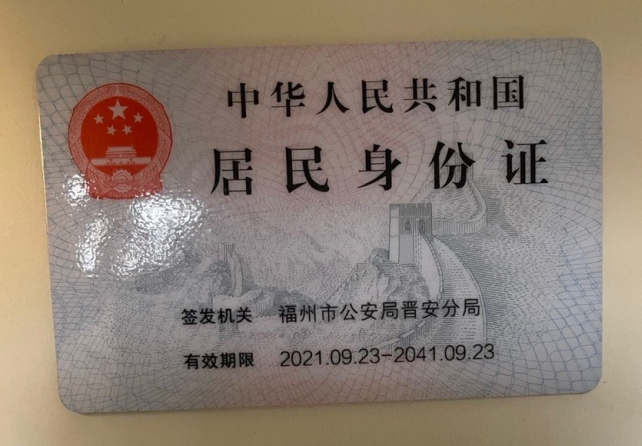 中华人民共和国
居民身份证
签发机关 福州市公安局晋安分局
有效期限 2021.09.23-2041.09.23